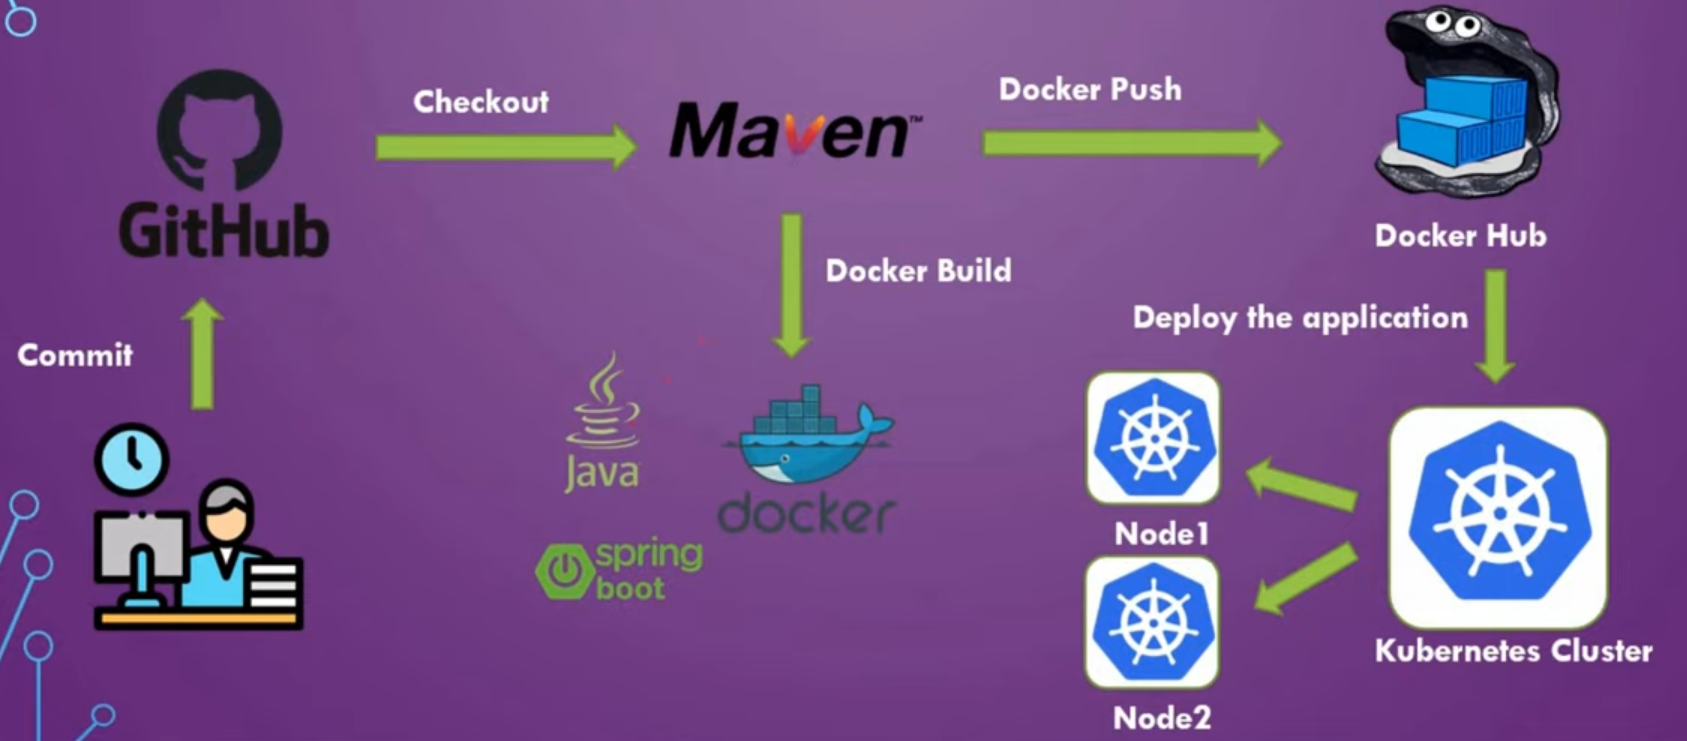 Checkout
Maven™
Docker Push
GitHub
Docker Hub
Docker Build
Deploy the application
Commit
Java
docker
Node1
spring
boot
Kubernetes Cluster
Node2